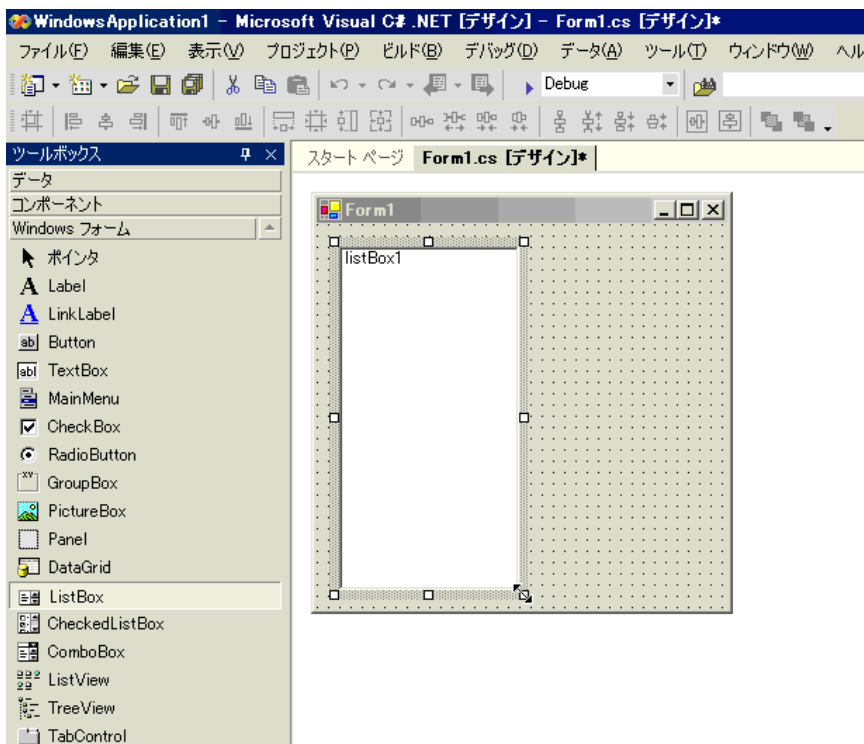 WindowsApplication1 - Microsoft Visual C# .NET [デザイン] - Form1.cs [デザイン]*
ファイル(F) 編集(E) 表示(V) プロジェクト(P) ビルド(B) デバッグ(D) データ(A) ツール(T) ウィンドウ(W) ヘル
Debug
ツールボックス
スタート ページ Form1.cs [デザイン]*
データ
コンポーネント
Windows フォーム
ポインタ
A Label
A LinkLabel
ab Button
abl TextBox
MainMenu
CheckBox
RadioButton
XY GroupBox
PictureBox
Panel
DataGrid
ListBox
CheckedListBox
ComboBox
ListView
TreeView
TabControl
Form1
listBox1